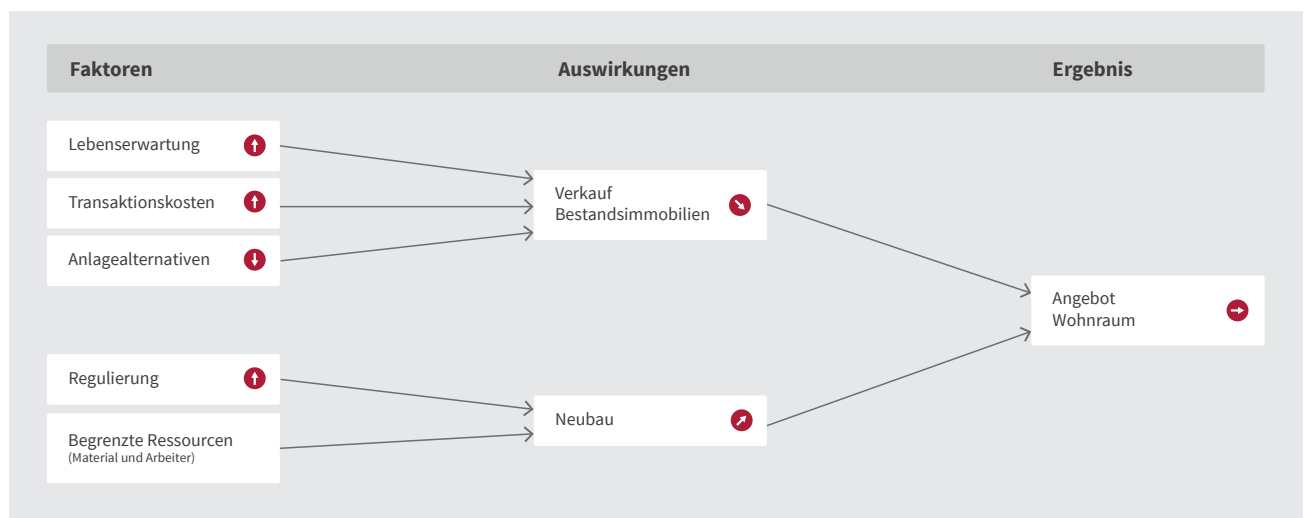 Faktoren
Auswirkungen
Ergebnis
Lebenserwartung
Transaktionskosten
Anlagealternativen
Verkauf
Bestandsimmobilien
Angebot
Wohnraum
Regulierung
Begrenzte Ressourcen
(Material und Arbeiter)
Neubau